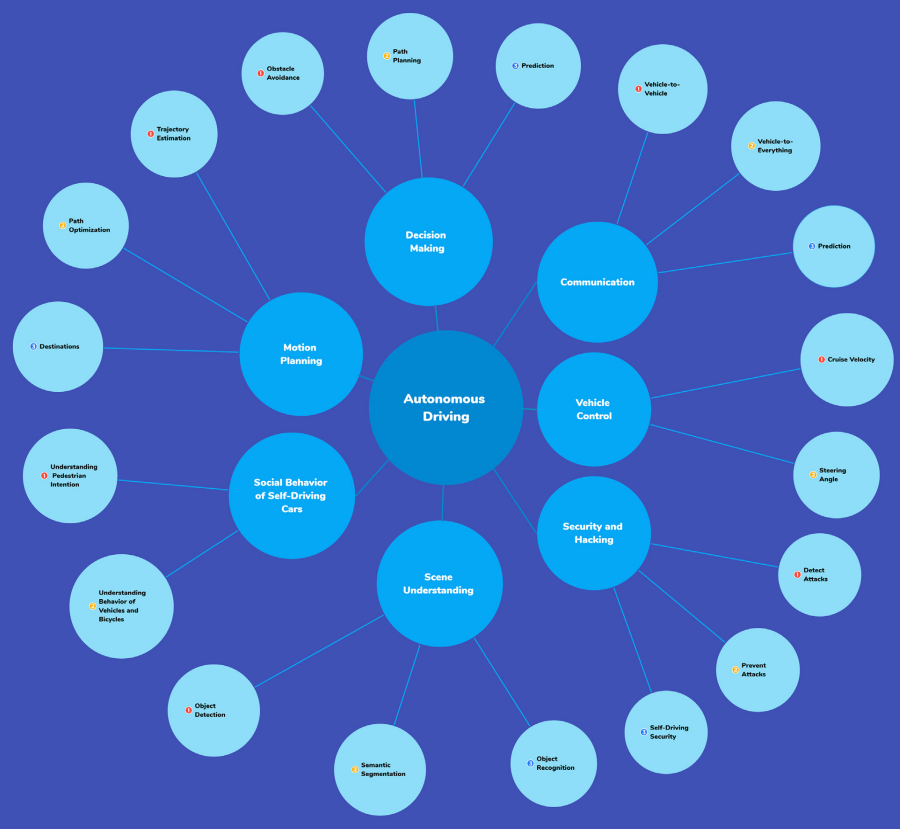 Autonomous
Driving
Decision
Making
1 Obstacle
Avoidance
2 Path
Planning
3 Prediction
Communication
1 Vehicle-to-
Vehicle
2 Vehicle-to-
Everything
3 Prediction
Vehicle
Control
1 Cruise Velocity
2 Steering
Angle
Security and
Hacking
1 Detect
Attacks
2 Prevent
Attacks
3 Self-Driving
Security
Scene
Understanding
1 Object
Detection
2 Semantic
Segmentation
3 Object
Recognition
Social Behavior
of Self-Driving
Cars
1 Understanding
Pedestrian
Intention
2 Understanding
Behavior of
Vehicles and
Bicycles
Motion
Planning
1 Trajectory
Estimation
2 Path
Optimization
3 Destinations